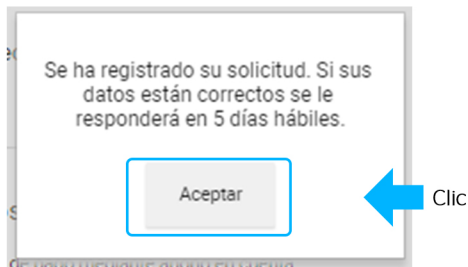 Se ha registrado su solicitud. Si sus
datos están correctos se le
responderá en 5 días hábiles.
Aceptar
Clic